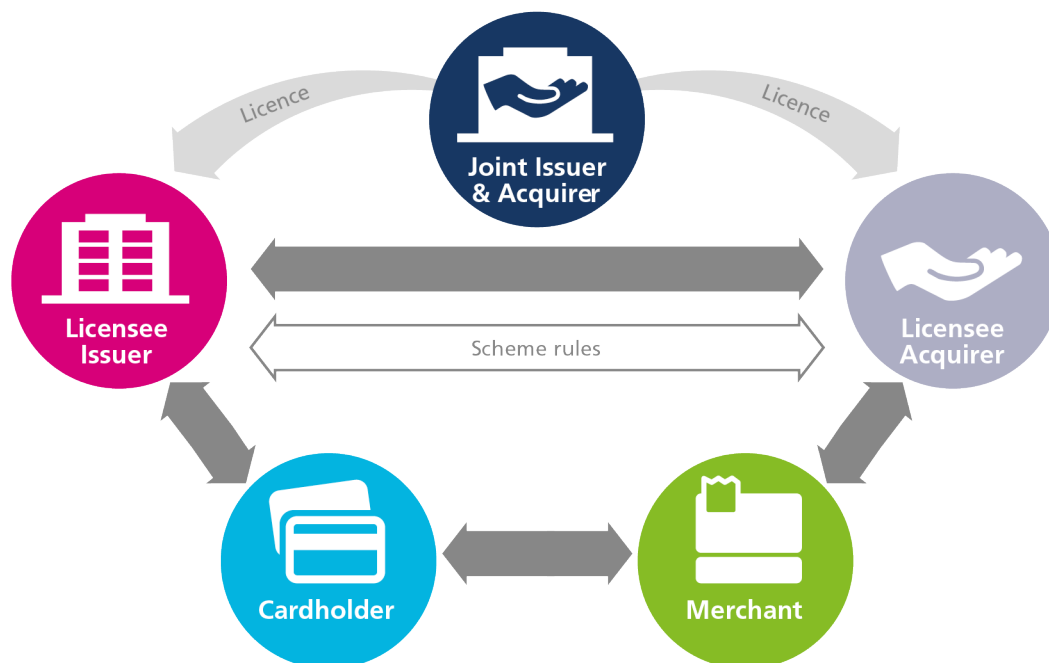 Licence
Licence
Joint Issuer
& Acquirer
Licensee
Issuer
Licensee
Acquirer
Scheme rules
Cardholder
Merchant